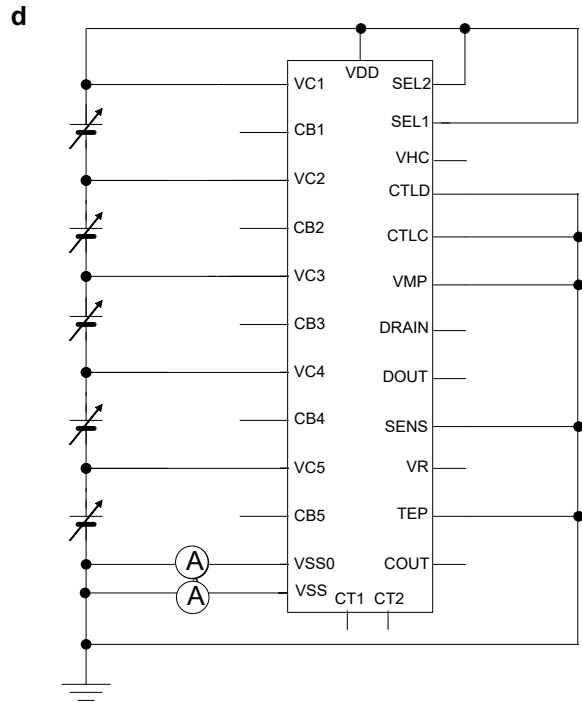 d
VDD
VC1
CB1
VC2
CB2
VC3
CB3
VC4
CB4
VC5
CB5
VSS0
VSS
A
A
SEL2
SEL1
VHC
CTLD
CTLC
VMP
DRAIN
DOUT
SENS
VR
TEP
COUT
CT1 CT2